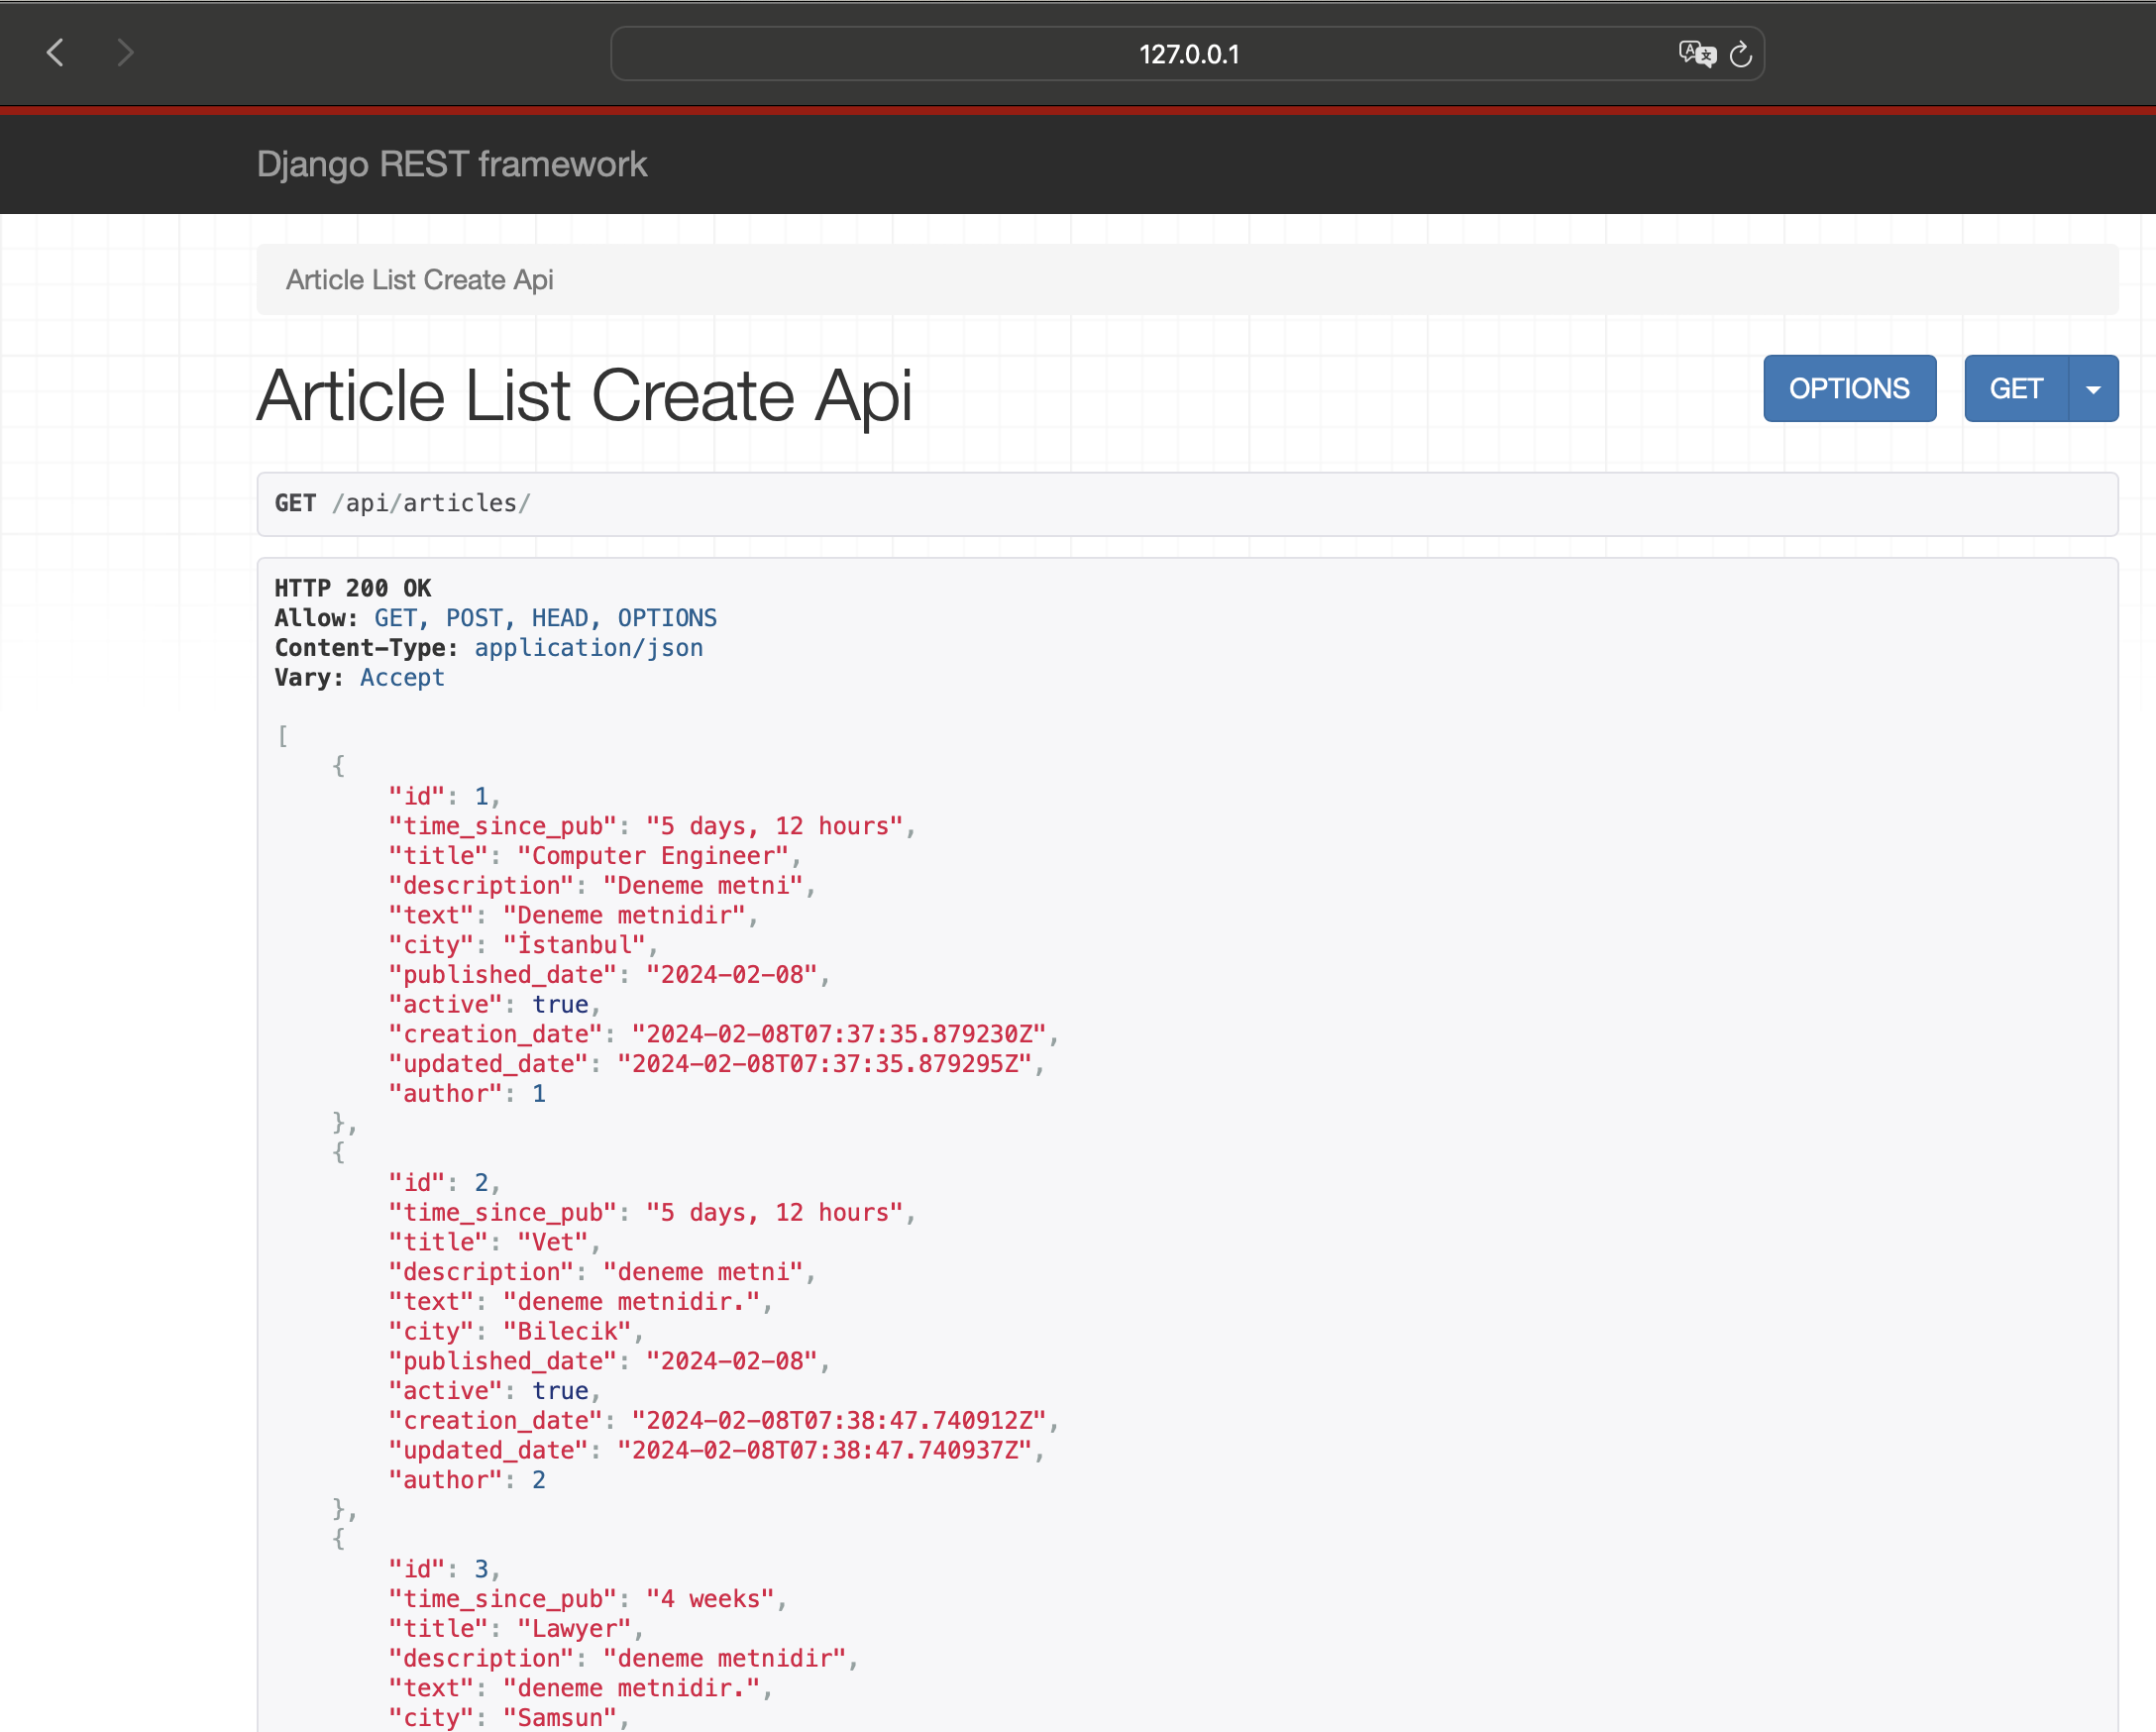 127.0.0.1
Django REST framework
Article List Create Api
Article List Create Api
OPTIONS
GET
GET /api/articles/
HTTP 200 OK
Allow: GET, POST, HEAD, OPTIONS
Content-Type: application/json
Vary: Accept
[
    {
        "id": 1,
        "time_since_pub": "5 days, 12 hours",
        "title": "Computer Engineer",
        "description": "Deneme metni",
        "text": "Deneme metnidir",
        "city": "İstanbul",
        "published_date": "2024-02-08",
        "active": true,
        "creation_date": "2024-02-08T07:37:35.879230Z",
        "updated_date": "2024-02-08T07:37:35.879295Z",
        "author": 1
    },
    {
        "id": 2,
        "time_since_pub": "5 days, 12 hours",
        "title": "Vet",
        "description": "deneme metni",
        "text": "deneme metnidir.",
        "city": "Bilecik",
        "published_date": "2024-02-08",
        "active": true,
        "creation_date": "2024-02-08T07:38:47.740912Z",
        "updated_date": "2024-02-08T07:38:47.740937Z",
        "author": 2
    },
    {
        "id": 3,
        "time_since_pub": "4 weeks",
        "title": "Lawyer",
        "description": "deneme metnidir",
        "text": "deneme metnidir.",
        "city": "Samsun",